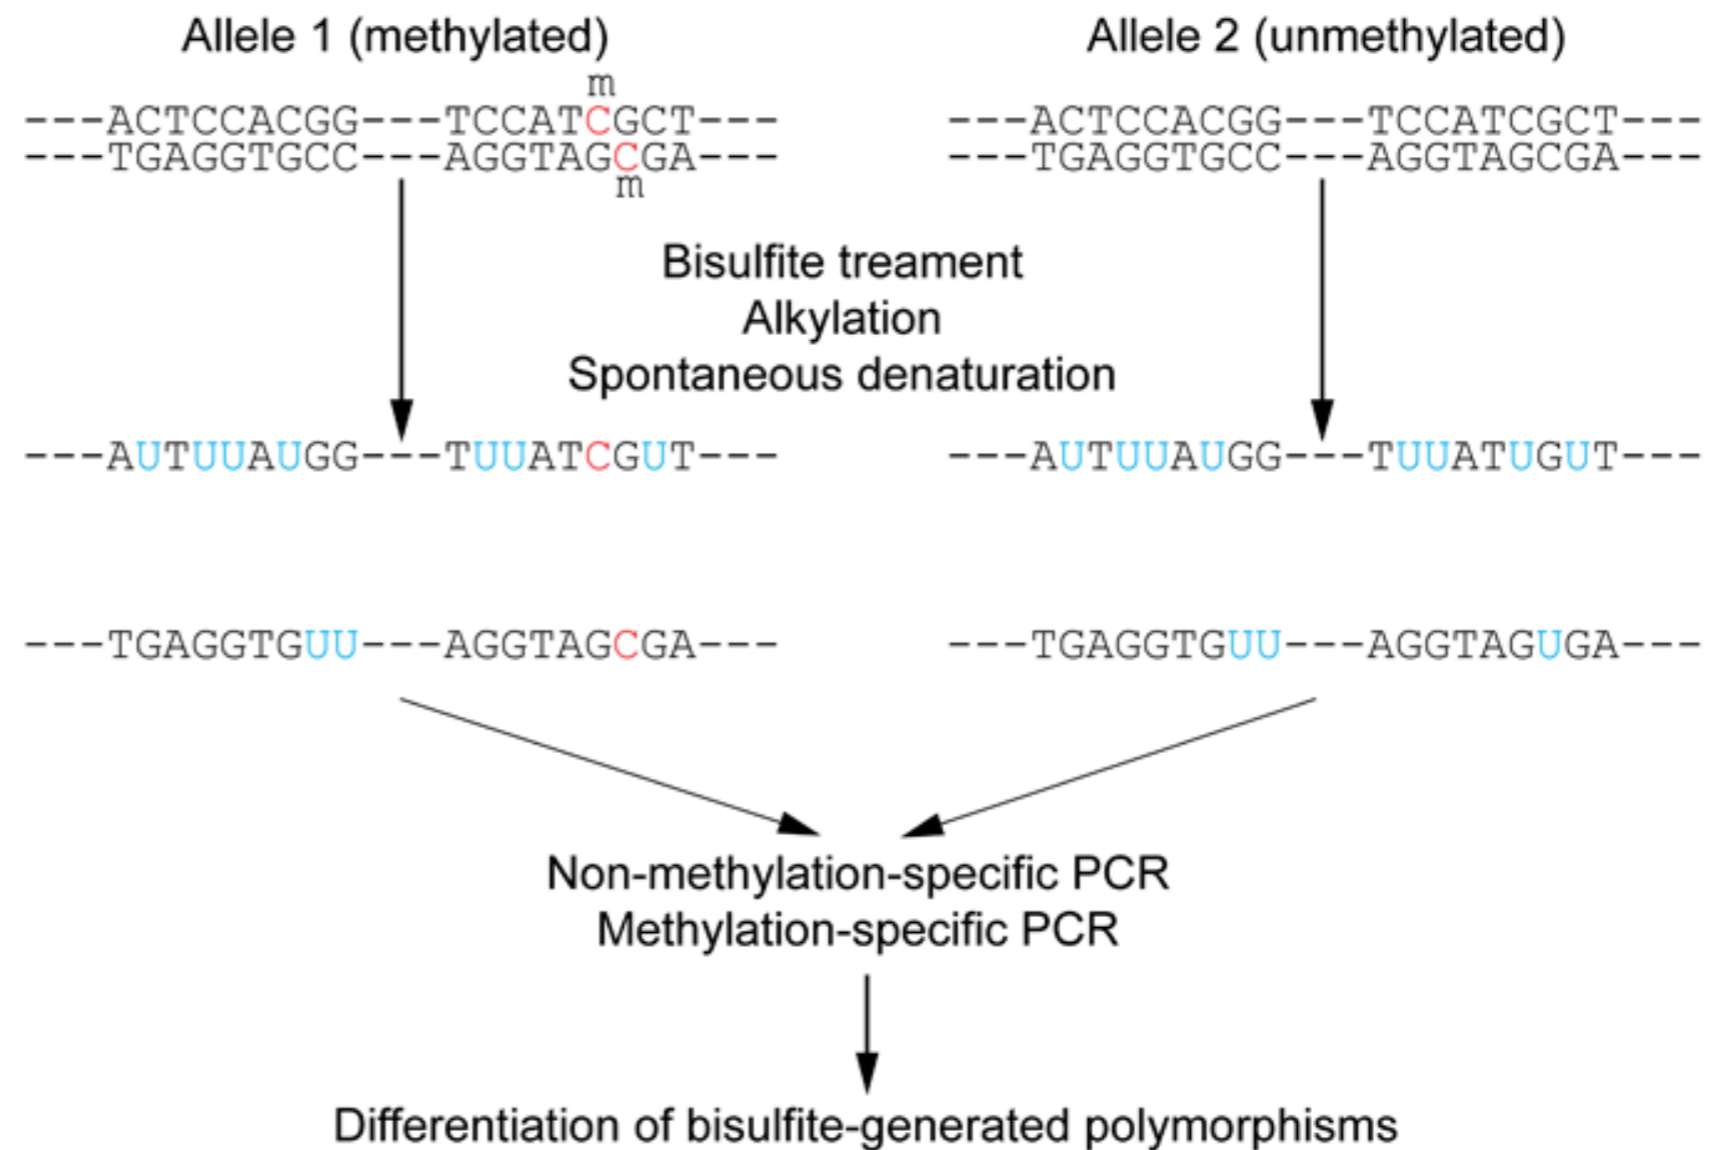 Allele 1 (methylated)
Allele 2 (unmethylated)
m
---ACTCCACGG---TCCATCGCT---
---TGAGGTGCC---AGGTAGCGA---
m
---ACTCCACGG---TCCATCGCT---
---TGAGGTGCC---AGGTAGCGA---
Bisulfite treament
Alkylation
Spontaneous denaturation
---AUTUUAUGG---TUUATCGUT---
---AUTUUAUGG---TUUATUGUT---
---TGAGGTGUU---AGGTAGCGA---
---TGAGGTGUU---AGGTAGUGA---
Non-methylation-specific PCR
Methylation-specific PCR
Differentiation of bisulfite-generated polymorphisms